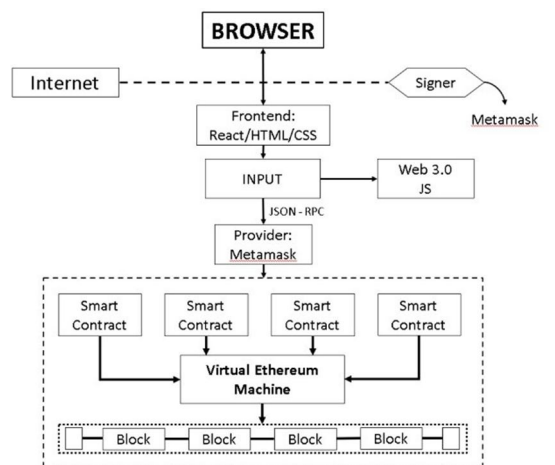 BROWSER
Internet
Signer
Metamask
Frontend:
React/HTML/CSS
INPUT
Web 3.0
JS
JSON - RPC
Provider:
Metamask
Smart
Contract
Smart
Contract
Smart
Contract
Smart
Contract
Virtual Ethereum
Machine
Block
Block
Block
Block